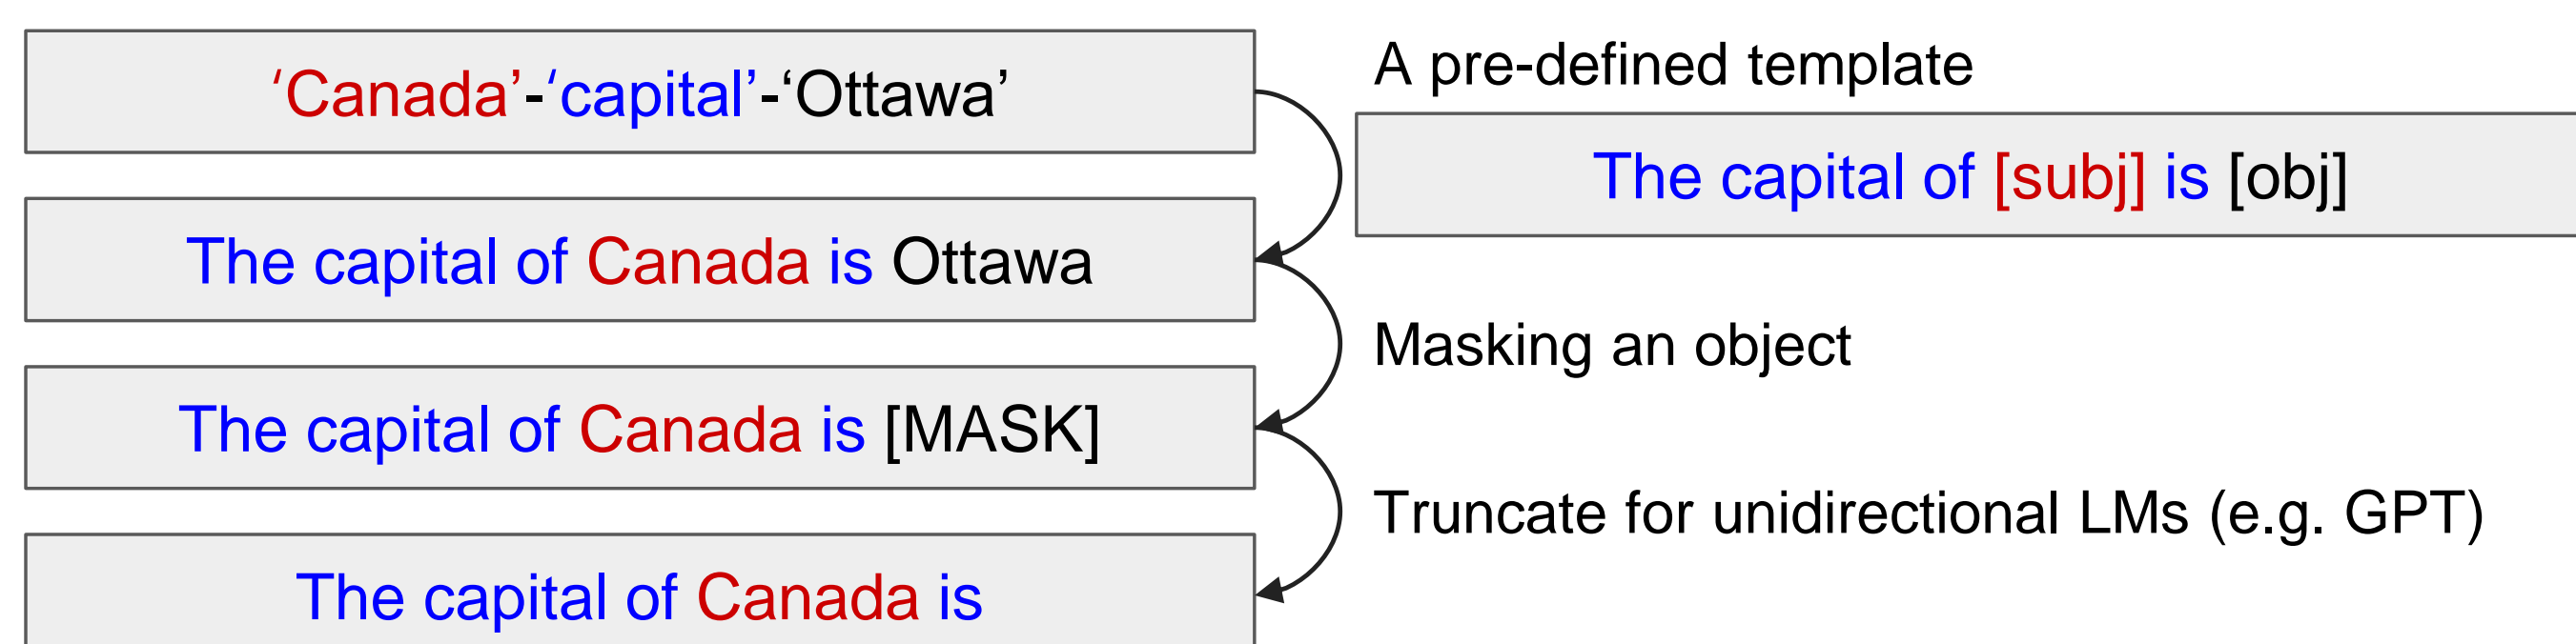 ‘Canada’-‘capital’-‘Ottawa’
A pre-defined template
The capital of [subj] is [obj]
The capital of Canada is Ottawa
Masking an object
The capital of Canada is [MASK]
Truncate for unidirectional LMs (e.g. GPT)
The capital of Canada is